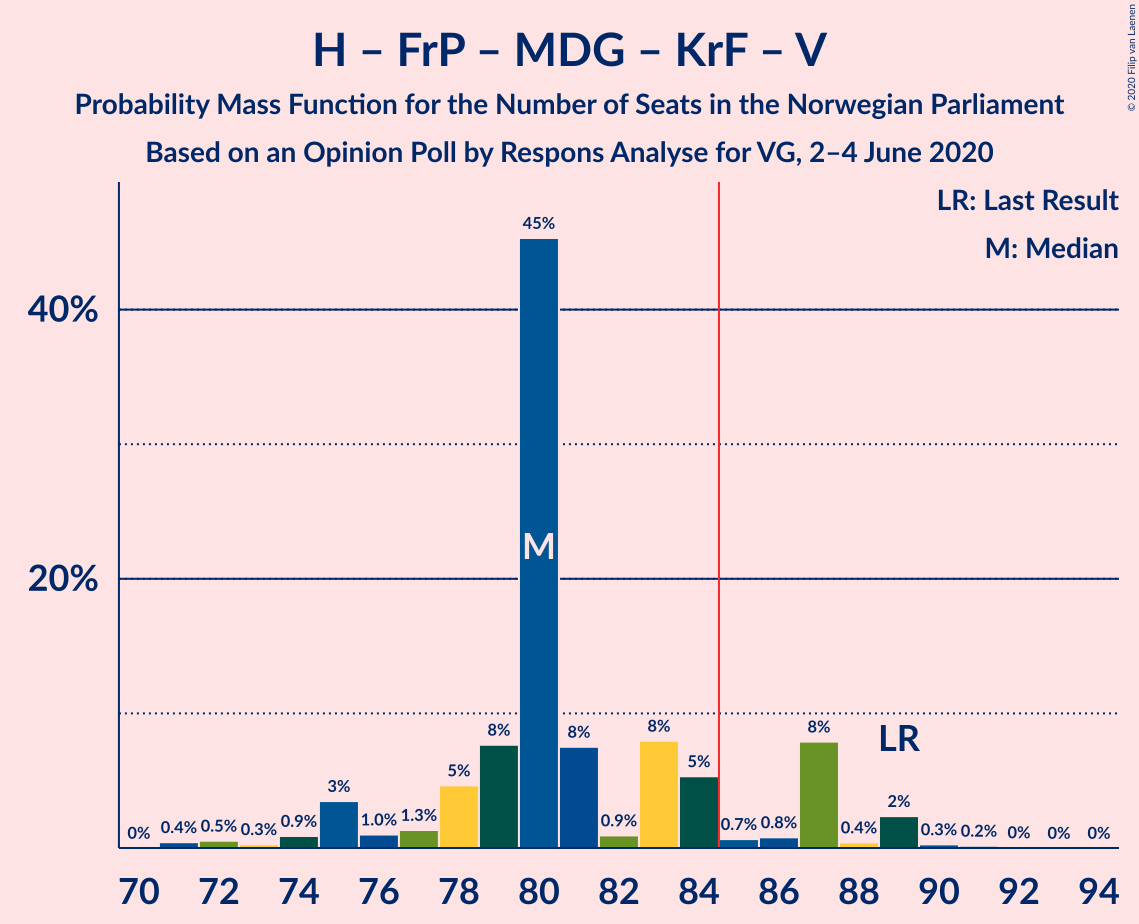 H – FrP – MDG – KrF – V
Probability Mass Function for the Number of Seats in the Norwegian Parliament
Based on an Opinion Poll by Respons Analyse for VG, 2–4 June 2020
© 2020 Filip van Laenen
LR: Last Result
M: Median
45%
40%
M
20%
8% 8% 8% 8% LR
5% 5%
3% 2%
0% 0.4% 0.5% 0.3% 0.9% 1.0% 1.3% 0.9% 0.7% 0.8% 0.4% 0.3% 0.2% 0% 0% 0%
70 72 74 76 78 80 82 84 86 88 90 92 94